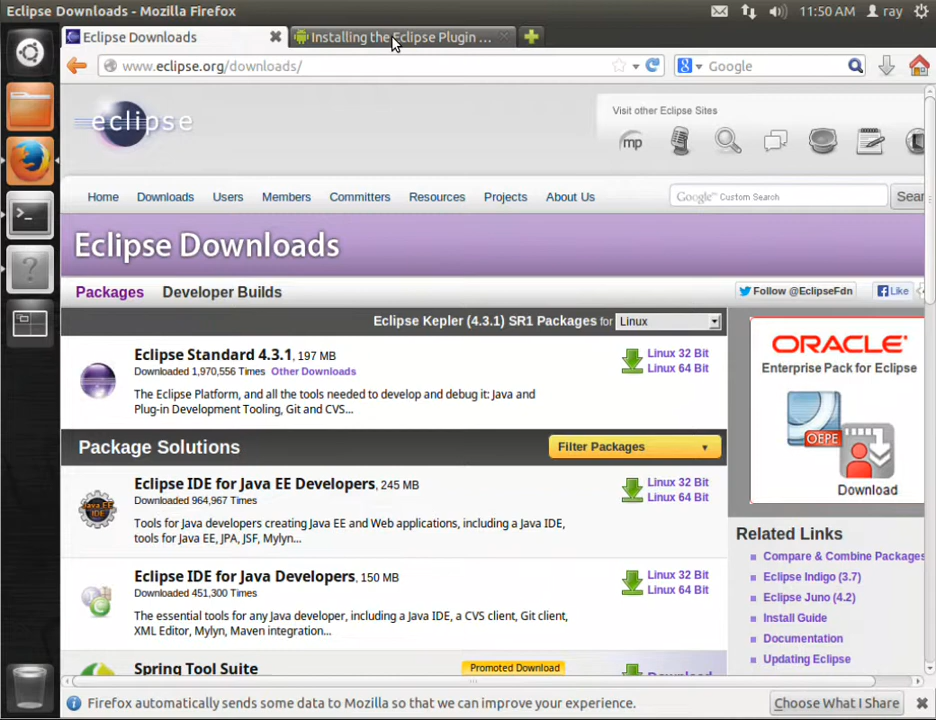 Eclipse Downloads - Mozilla Firefox
11:50 AM ray
Eclipse Downloads
Installing the Eclipse Plugin ...
www.eclipse.org/downloads/
Google
eclipse
Visit other Eclipse Sites
mp
Home Downloads Users Members Committers Resources Projects About Us
Google™ Custom Search
Sear
Eclipse Downloads
Packages Developer Builds
Follow @EclipseFdn
Like
Eclipse Kepler (4.3.1) SR1 Packages for Linux
Eclipse Standard 4.3.1, 197 MB
Downloaded 1,970,556 Times Other Downloads
The Eclipse Platform, and all the tools needed to develop and debug it: Java and
Plug-in Development Tooling, Git and CVS...
Linux 32 Bit
Linux 64 Bit
Package Solutions
Filter Packages
Eclipse IDE for Java EE Developers, 245 MB
Downloaded 964,967 Times
Tools for Java developers creating Java EE and Web applications, including a Java IDE,
tools for Java EE, JPA, JSF, Mylyn...
Java EE
IDE
Linux 32 Bit
Linux 64 Bit
Eclipse IDE for Java Developers, 150 MB
Downloaded 451,300 Times
The essential tools for any Java developer, including a Java IDE, a CVS client, Git client,
XML Editor, Mylyn, Maven integration...
Linux 32 Bit
Linux 64 Bit
Spring Tool Suite
Promoted Download
Download
ORACLE
Enterprise Pack for Eclipse
OEPE
Download
Related Links
Compare & Combine Packages
Eclipse Indigo (3.7)
Eclipse Juno (4.2)
Install Guide
Documentation
Updating Eclipse
Firefox automatically sends some data to Mozilla so that we can improve your experience.
Choose What I Share